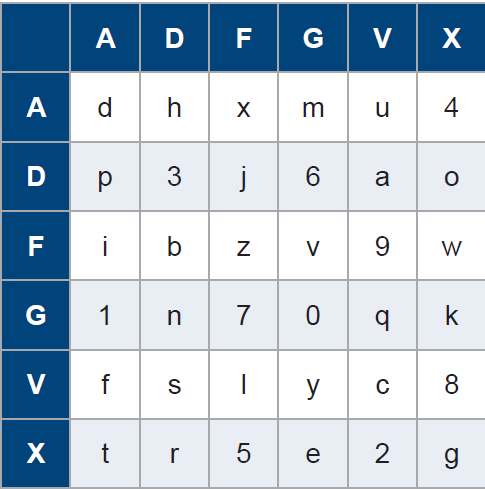 A D F G V X
A d h x m u 4
D p 3 j 6 a o
F i b z v 9 w
G 1 n 7 0 q k
V f s l y c 8
X t r 5 e 2 g